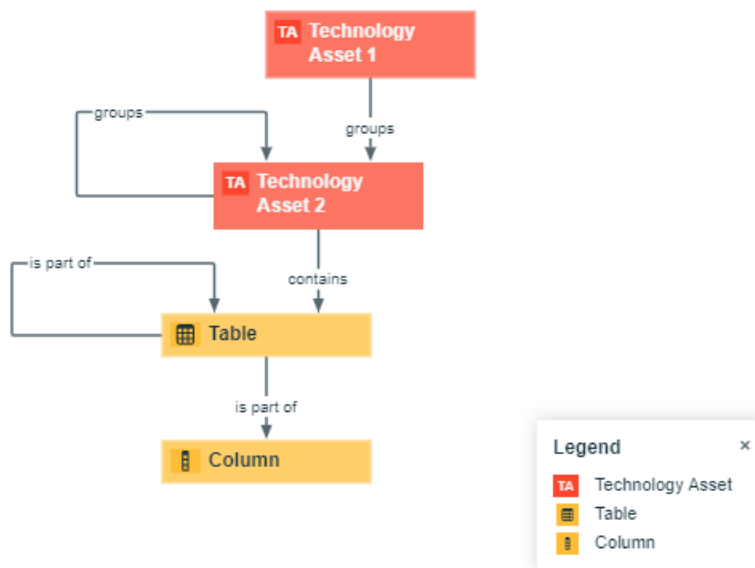 TA Technology
Asset 1
groups
groups
TA Technology
Asset 2
is part of
contains
Table
is part of
Column
Legend ×
TA Technology Asset
Table
Column